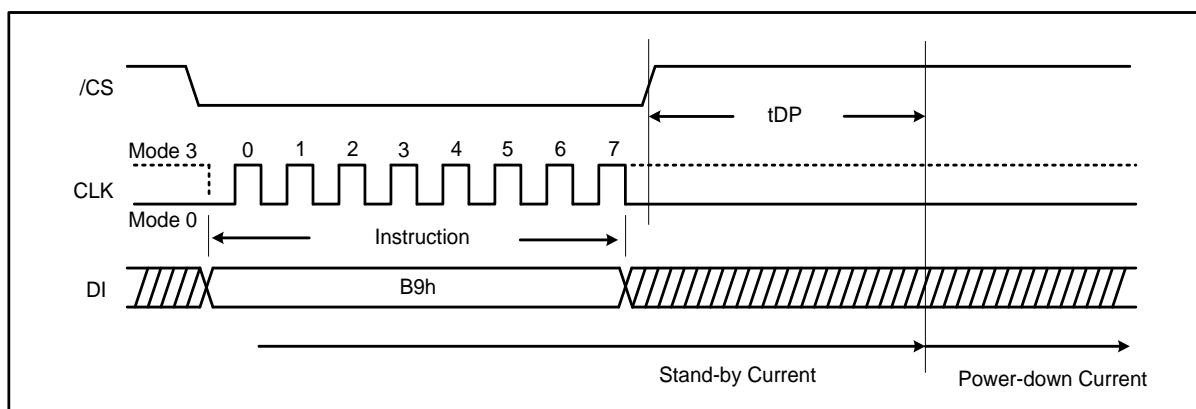 /CS
tDP
Mode 3
0 1 2 3 4 5 6 7
CLK
Mode 0
Instruction
DI
B9h
Stand-by Current
Power-down Current